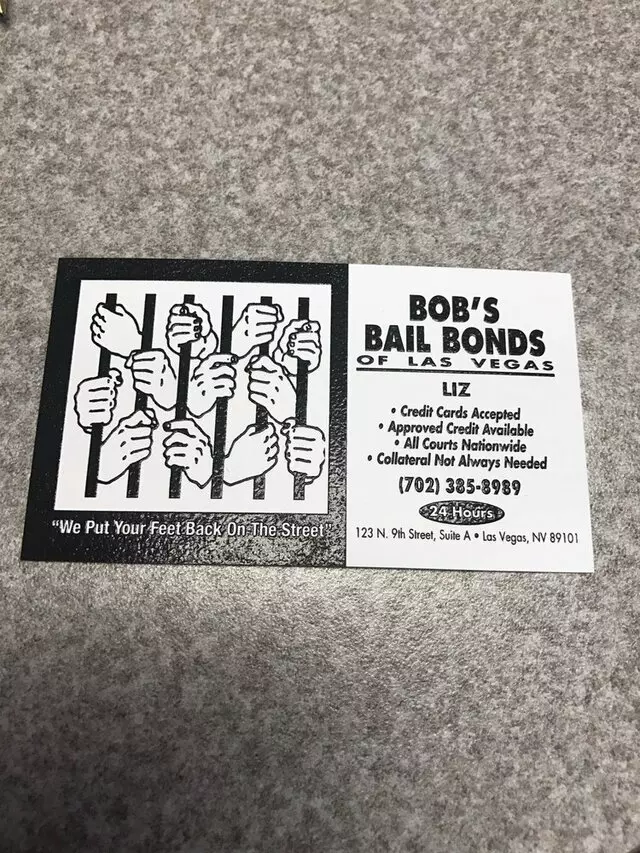 "We Put Your Feet Back On The Street"
BOB'S
BAIL BONDS
OF LAS VEGAS
LIZ
• Credit Cards Accepted
• Approved Credit Available
• All Courts Nationwide
• Collateral Not Always Needed
(702) 385-8989
24 Hours
123 N. 9th Street, Suite A • Las Vegas, NV 89101